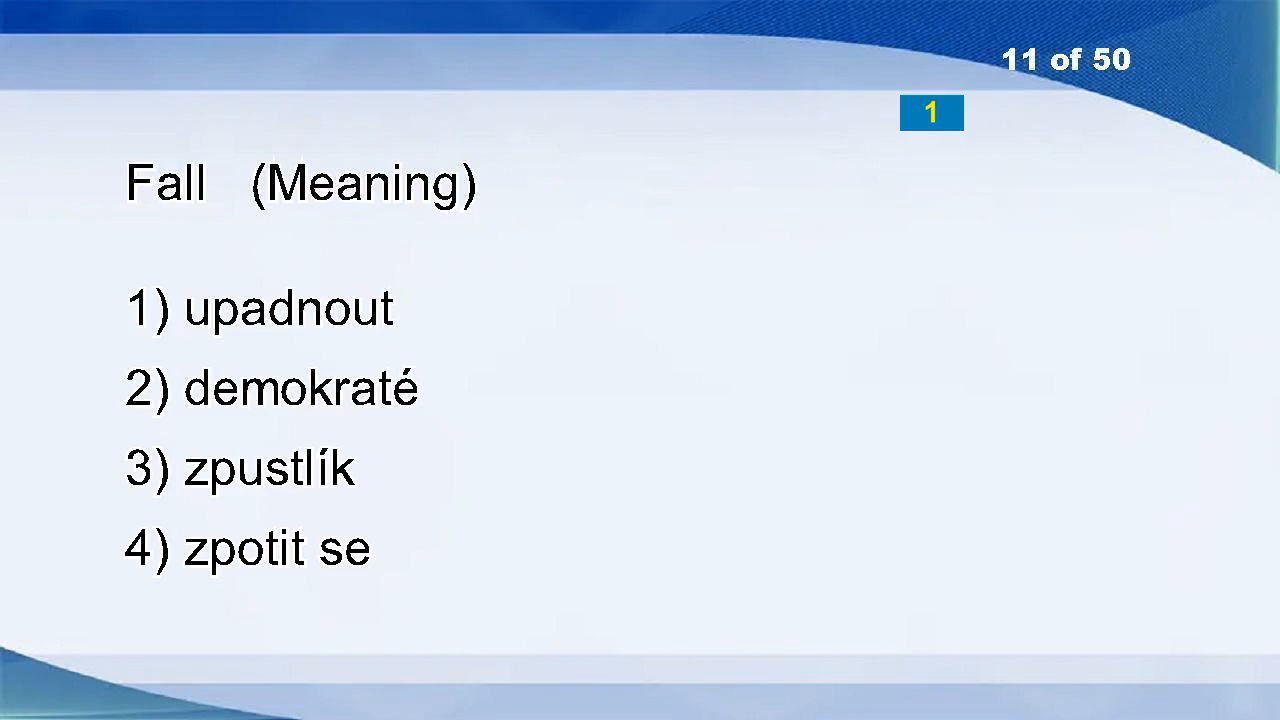 11 of 50
1
Fall (Meaning)
1) upadnout
2) demokraté
3) zpustlík
4) zpotit se